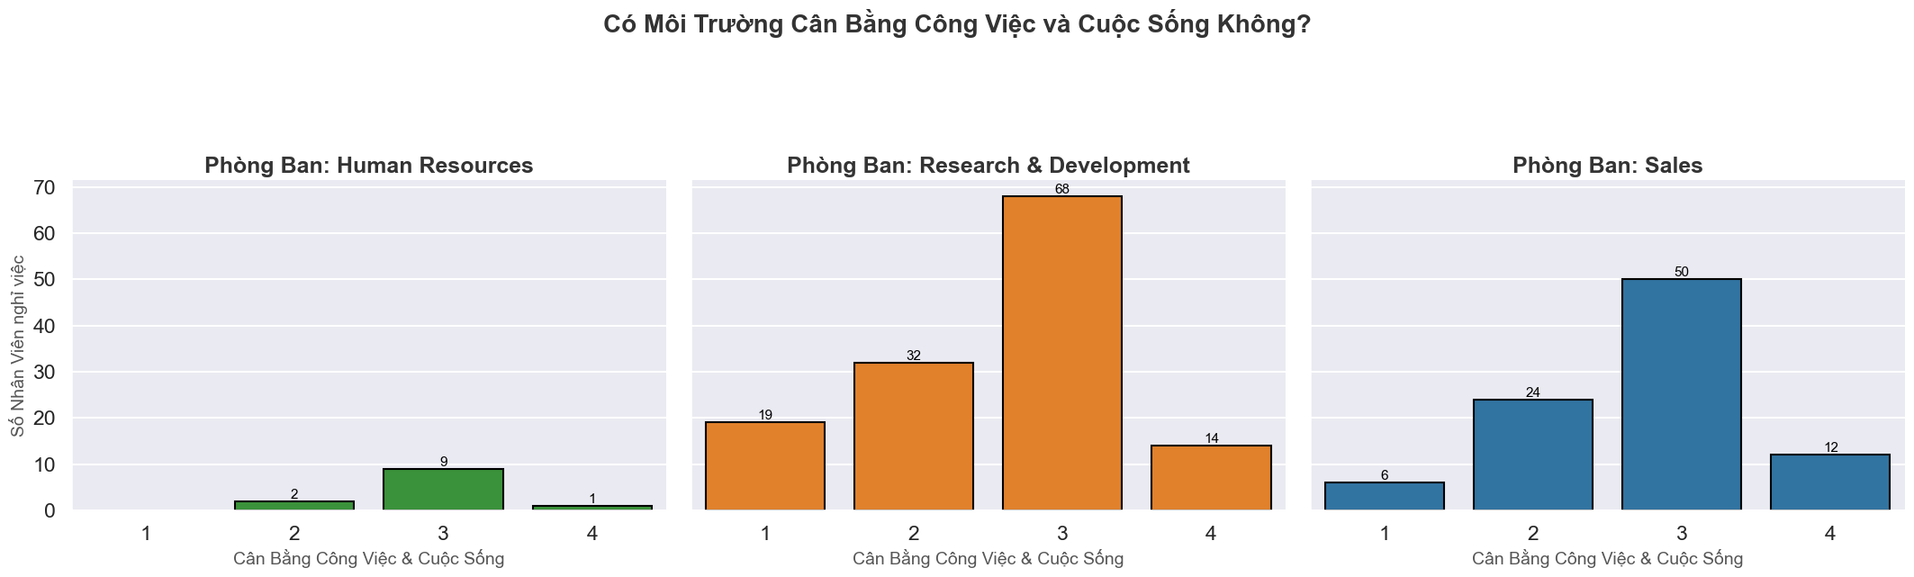 Có Môi Trường Cân Bằng Công Việc và Cuộc Sống Không?
Phòng Ban: Human Resources
Số Nhân Viên nghỉ việc
70
60
50
40
30
20
10
0
2
9
1
1 2 3 4
Cân Bằng Công Việc & Cuộc Sống
Phòng Ban: Research & Development
19
32
68
14
1 2 3 4
Cân Bằng Công Việc & Cuộc Sống
Phòng Ban: Sales
6
24
50
12
1 2 3 4
Cân Bằng Công Việc & Cuộc Sống